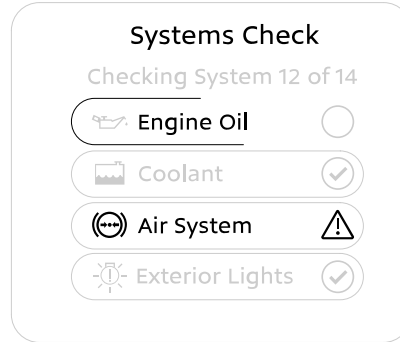 Systems Check
Checking System 12 of 14
Engine Oil
Coolant
Air System
Exterior Lights